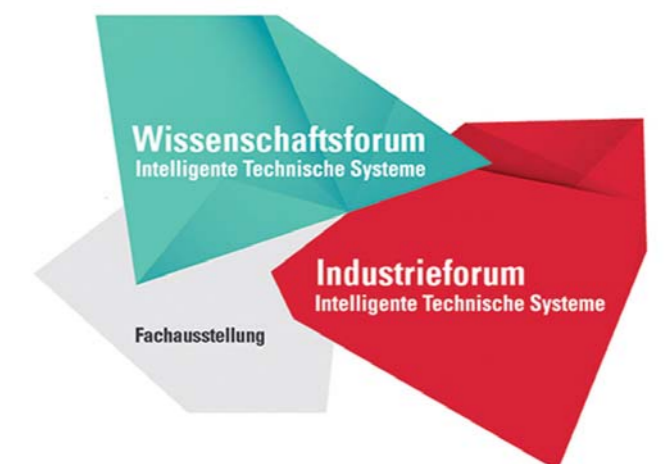 Wissenschaftsforum
Intelligente Technische Systeme
Industrieforum
Intelligente Technische Systeme
Fachausstellung